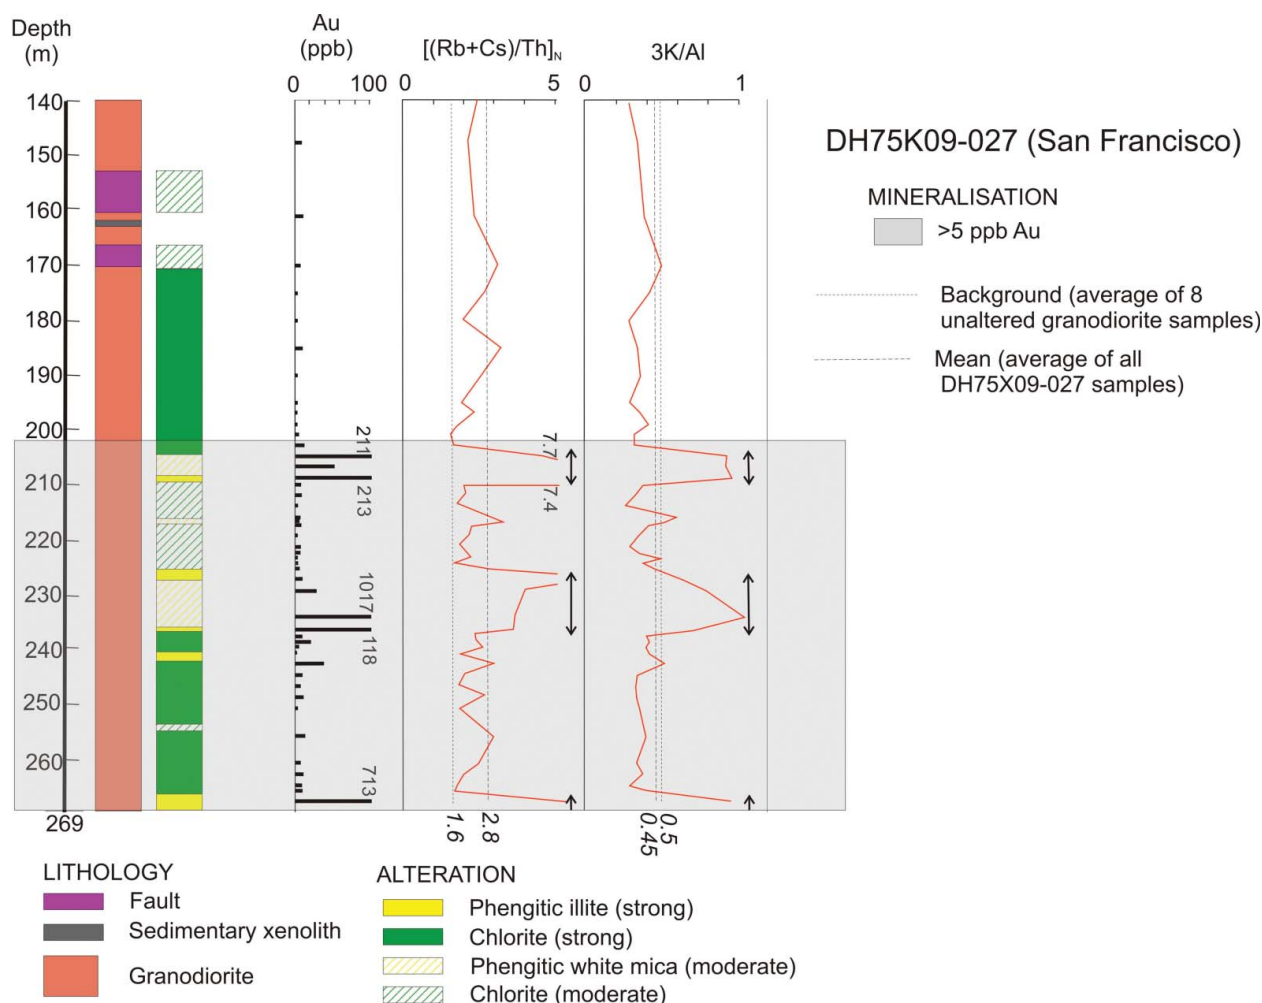 Depth
(m)
Au
(ppb)
[(Rb+Cs)/Th]N
3K/Al
0 100
0 5
0 1
140
150
160
170
180
190
200
210
220
230
240
250
260
269
211
213
1017
118
713
7.7
7.4
1.6
2.8
0.45
0.5
DH75K09-027 (San Francisco)
MINERALISATION
>5 ppb Au
Background (average of 8
unaltered granodiorite samples)
Mean (average of all
DH75X09-027 samples)
LITHOLOGY
Fault
Sedimentary xenolith
Granodiorite
ALTERATION
Phengitic illite (strong)
Chlorite (strong)
Phengitic white mica (moderate)
Chlorite (moderate)